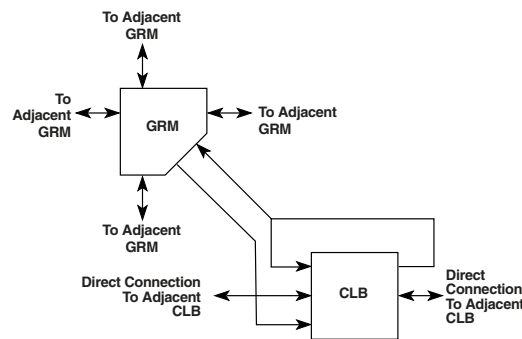 To Adjacent
GRM
To
Adjacent
GRM
GRM
To Adjacent
GRM
To Adjacent
GRM
Direct Connection
To Adjacent
CLB
CLB
Direct
Connection
To Adjacent
CLB